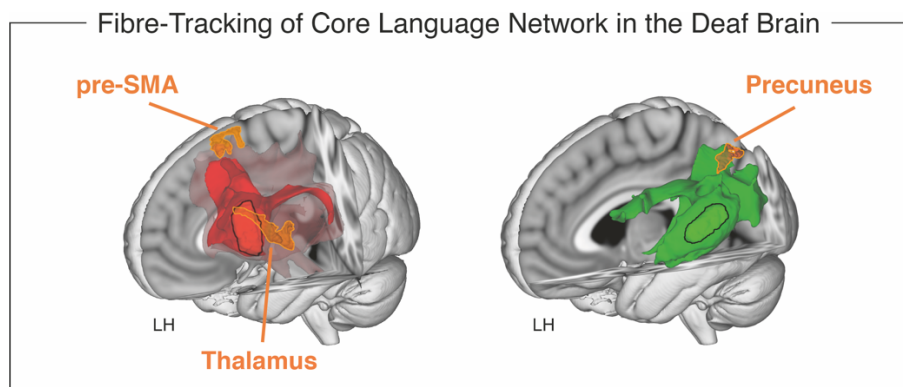 Fibre-Tracking of Core Language Network in the Deaf Brain
pre-SMA
Precuneus
LH
LH
Thalamus